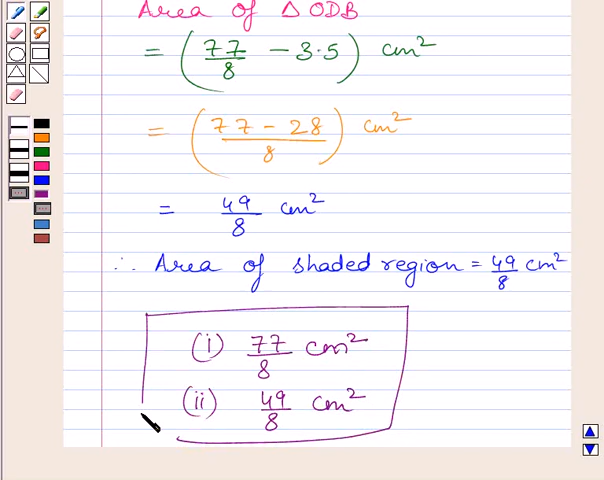 Area of △ ODB
= (77/8 - 3.5) cm²
= (77 - 28/8) cm²
= 49/8 cm²
∴ Area of shaded region = 49/8 cm²
(i) 77/8 cm²
(ii) 49/8 cm²